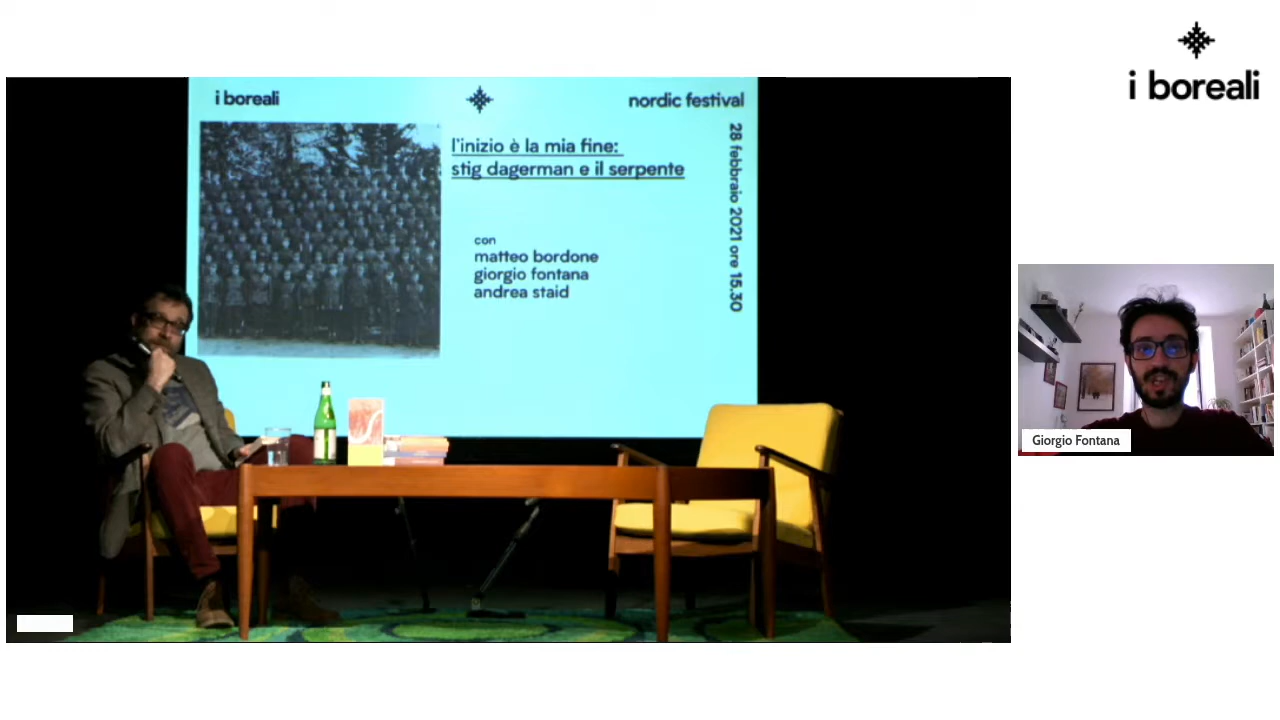 i boreali
i boreali
nordic festival
l'inizio è la mia fine:
stig dagerman e il serpente
28 febbraio 2021 ore 15.30
con
matteo bordone
giorgio fontana
andrea staid
Giorgio Fontana